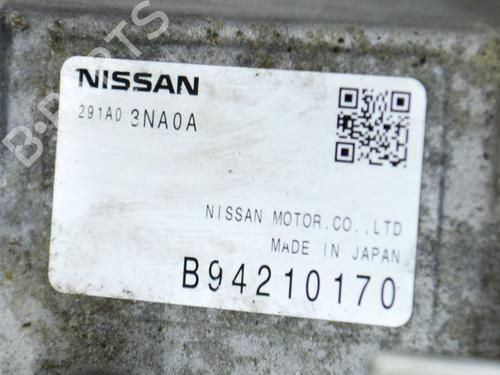 B-PARTS
NISSAN
291A0 3NA0A
NISSAN MOTOR.CO.,LTD
MADE IN JAPAN
B94210170